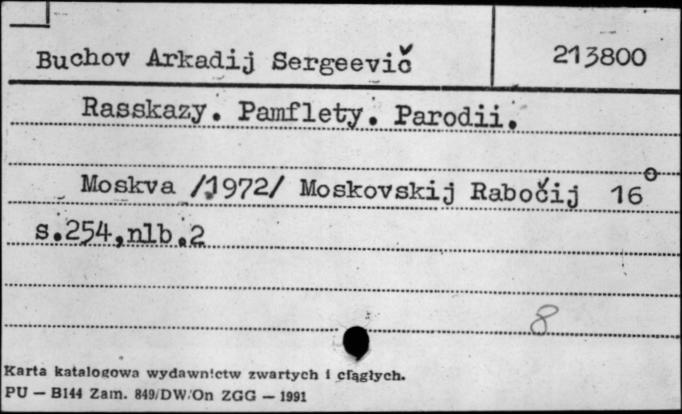 Buchov Arkadij Sergeevič 213800
Rasskazy. Pamflety. Parodii.
Moskva /1972/ Moskovskij Rabočij 16°
s.254,nlb.2
8
Karta katalogowa wydawnictw zwartych i ciągłych.
PU — B144 Zam. 849/DW/On ZGG — 1991